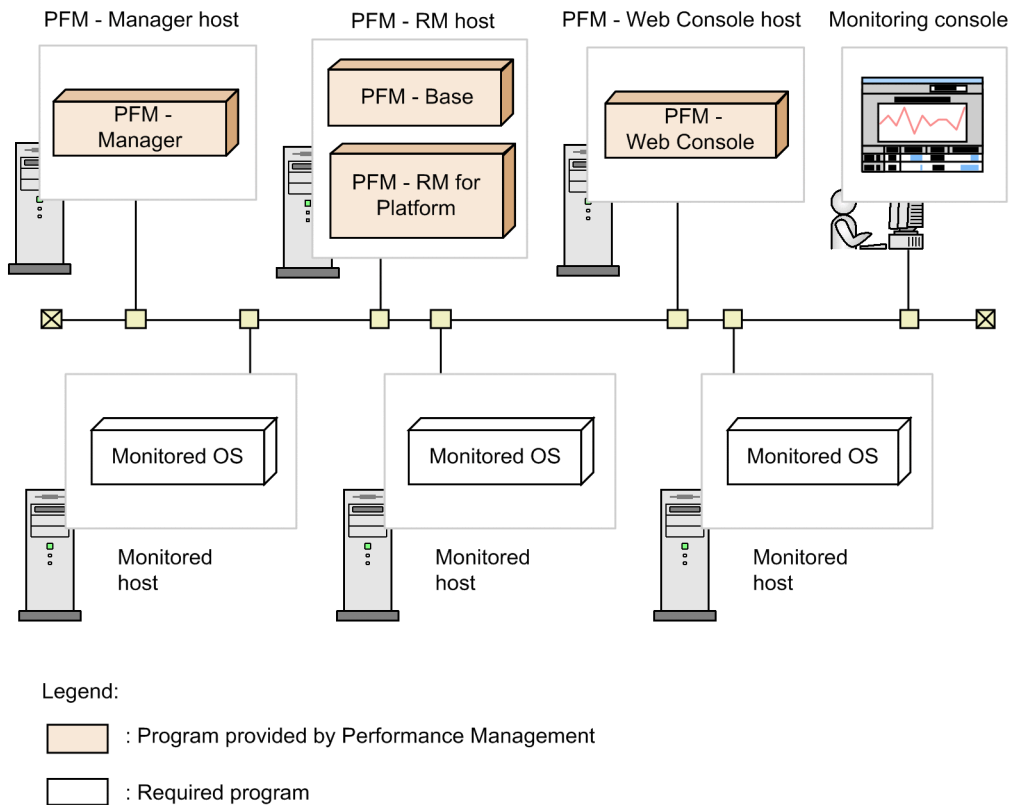 PFM - Manager host
PFM - RM host
PFM - Web Console host
Monitoring console
PFM -
Manager
PFM - Base
PFM - RM for
Platform
PFM -
Web Console
Monitored OS
Monitored OS
Monitored OS
Monitored
host
Monitored
host
Monitored
host
Legend:
: Program provided by Performance Management
: Required program